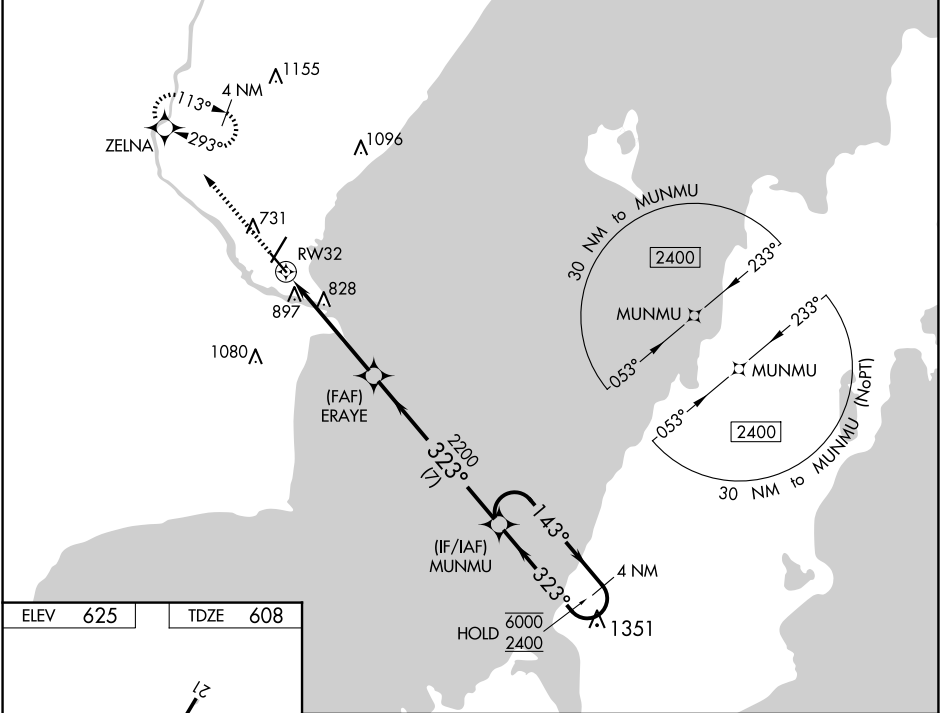 1155
4 NM
113°
293°
ZELNA
1096
731
RW32
828
897
1080
30 NM to MUNMU
2400
233°
MUNMU
053°
233°
MUNMU
053°
2400
30 NM to MUNMU (NoPT)
(FAF)
ERAYE
2200
323°
(7)
143°
(IF/IAF)
MUNMU
323°
4 NM
HOLD
6000
2400
1351
ELEV 625
TDZE 608
21